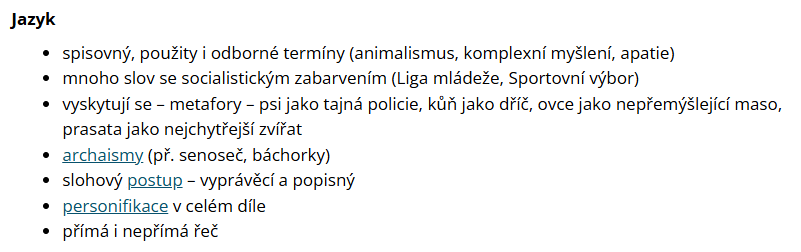 Jazyk
spisovný, použity i odborné termíny (animalismus, komplexní myšlení, apatie)
mnoho slov se socialistickým zabarvením (Liga mládeže, Sportovní výbor)
vyskytují se – metafory – psi jako tajná policie, kůň jako dříč, ovce jako nepřemýšlející maso,
prasata jako nejchytřejší zvířat
archaismy (př. senoseč, báchorky)
slohový postup – vyprávěcí a popisný
personifikace v celém díle
přímá i nepřímá řeč